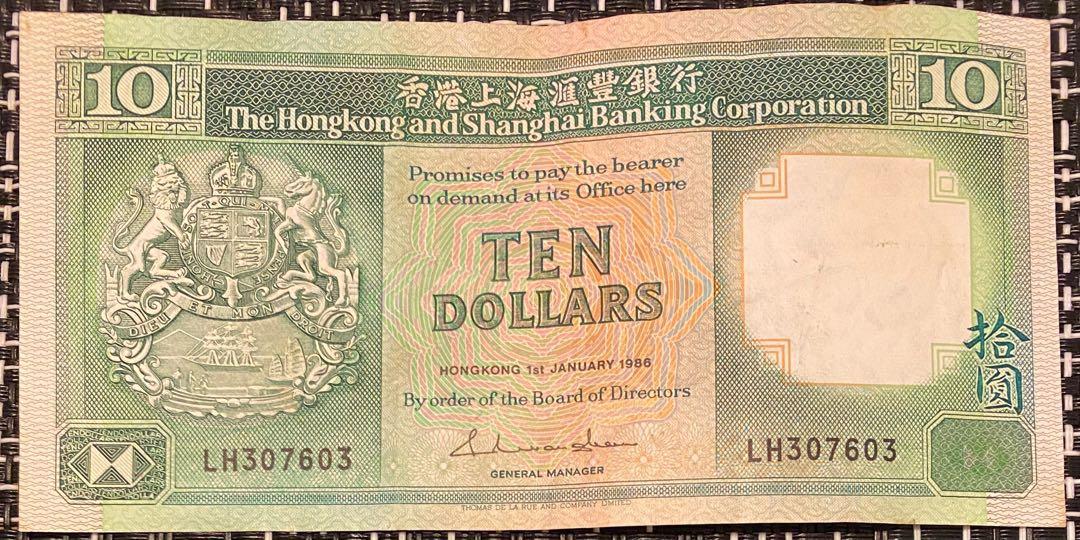 10
香港上海滙豐銀行
10
The Hongkong and Shanghai Banking Corporation
Promises to pay the bearer
on demand at its Office here
TEN
DOLLARS
HONGKONG 1st JANUARY 1986
By order of the Board of Directors
GENERAL MANAGER
DIEU ET MON DROIT
拾圓
LH307603
LH307603
THOMAS DE LA RUE AND COMPANY LIMITED